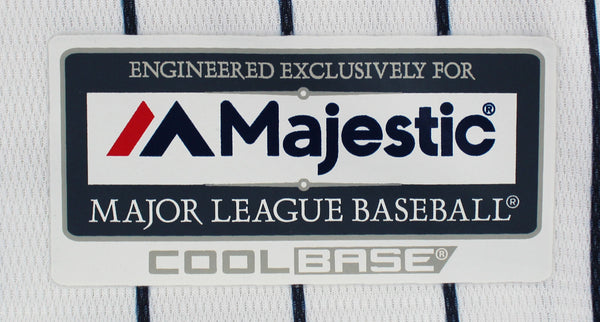 ENGINEERED EXCLUSIVELY FOR
Majestic®
MAJOR LEAGUE BASEBALL®
COOLBASE®